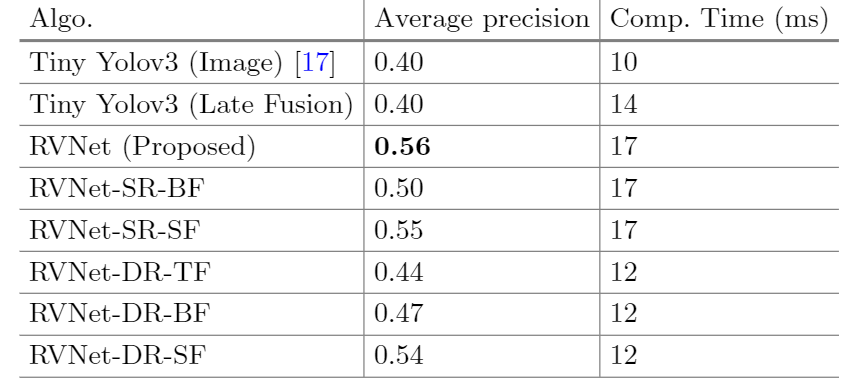 Algo. Average precision Comp. Time (ms)
Tiny Yolov3 (Image) [17] 0.40 10
Tiny Yolov3 (Late Fusion) 0.40 14
RVNet (Proposed) 0.56 17
RVNet-SR-BF 0.50 17
RVNet-SR-SF 0.55 17
RVNet-DR-TF 0.44 12
RVNet-DR-BF 0.47 12
RVNet-DR-SF 0.54 12